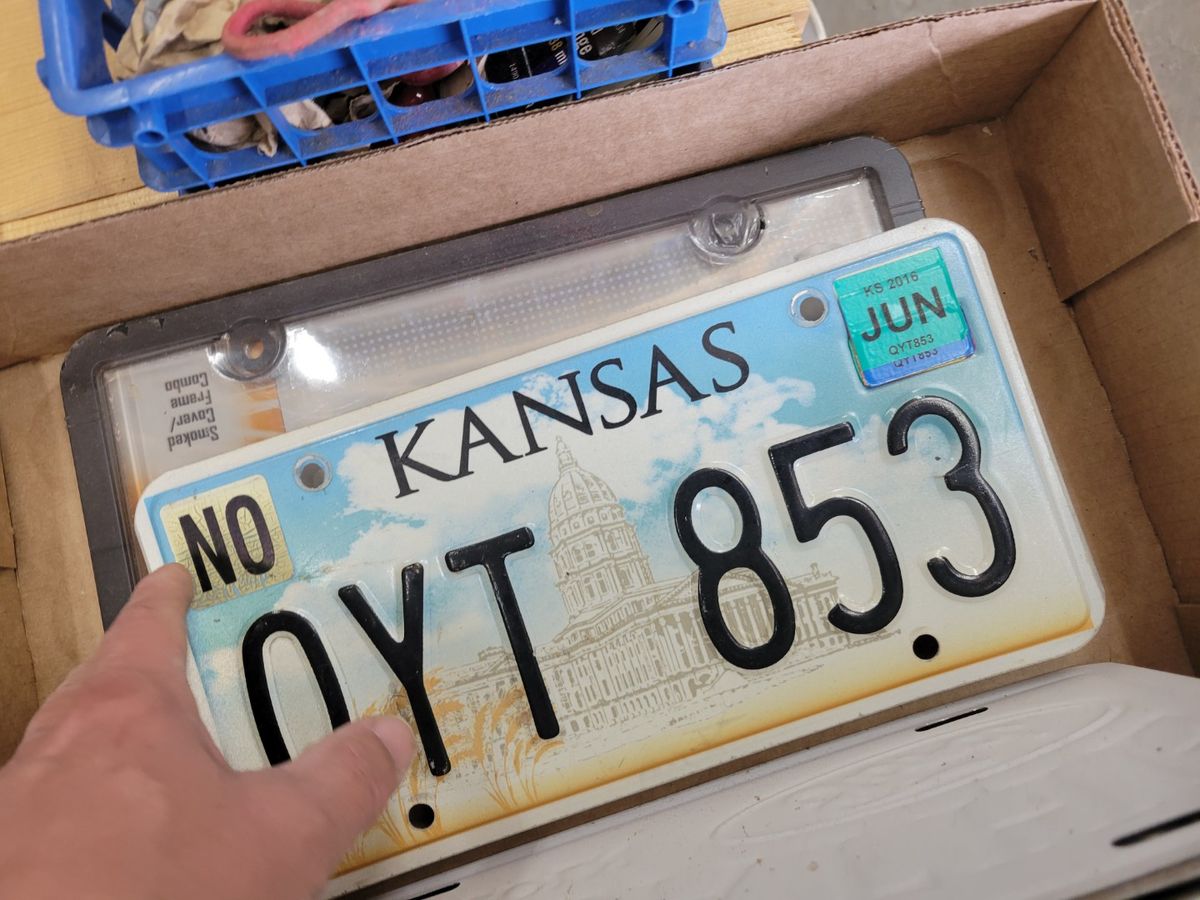 KANSAS
KS 2016
JUN
QYT853
QYT853
NO
QYT 853
Smoked
Cover/
Frame
Combo